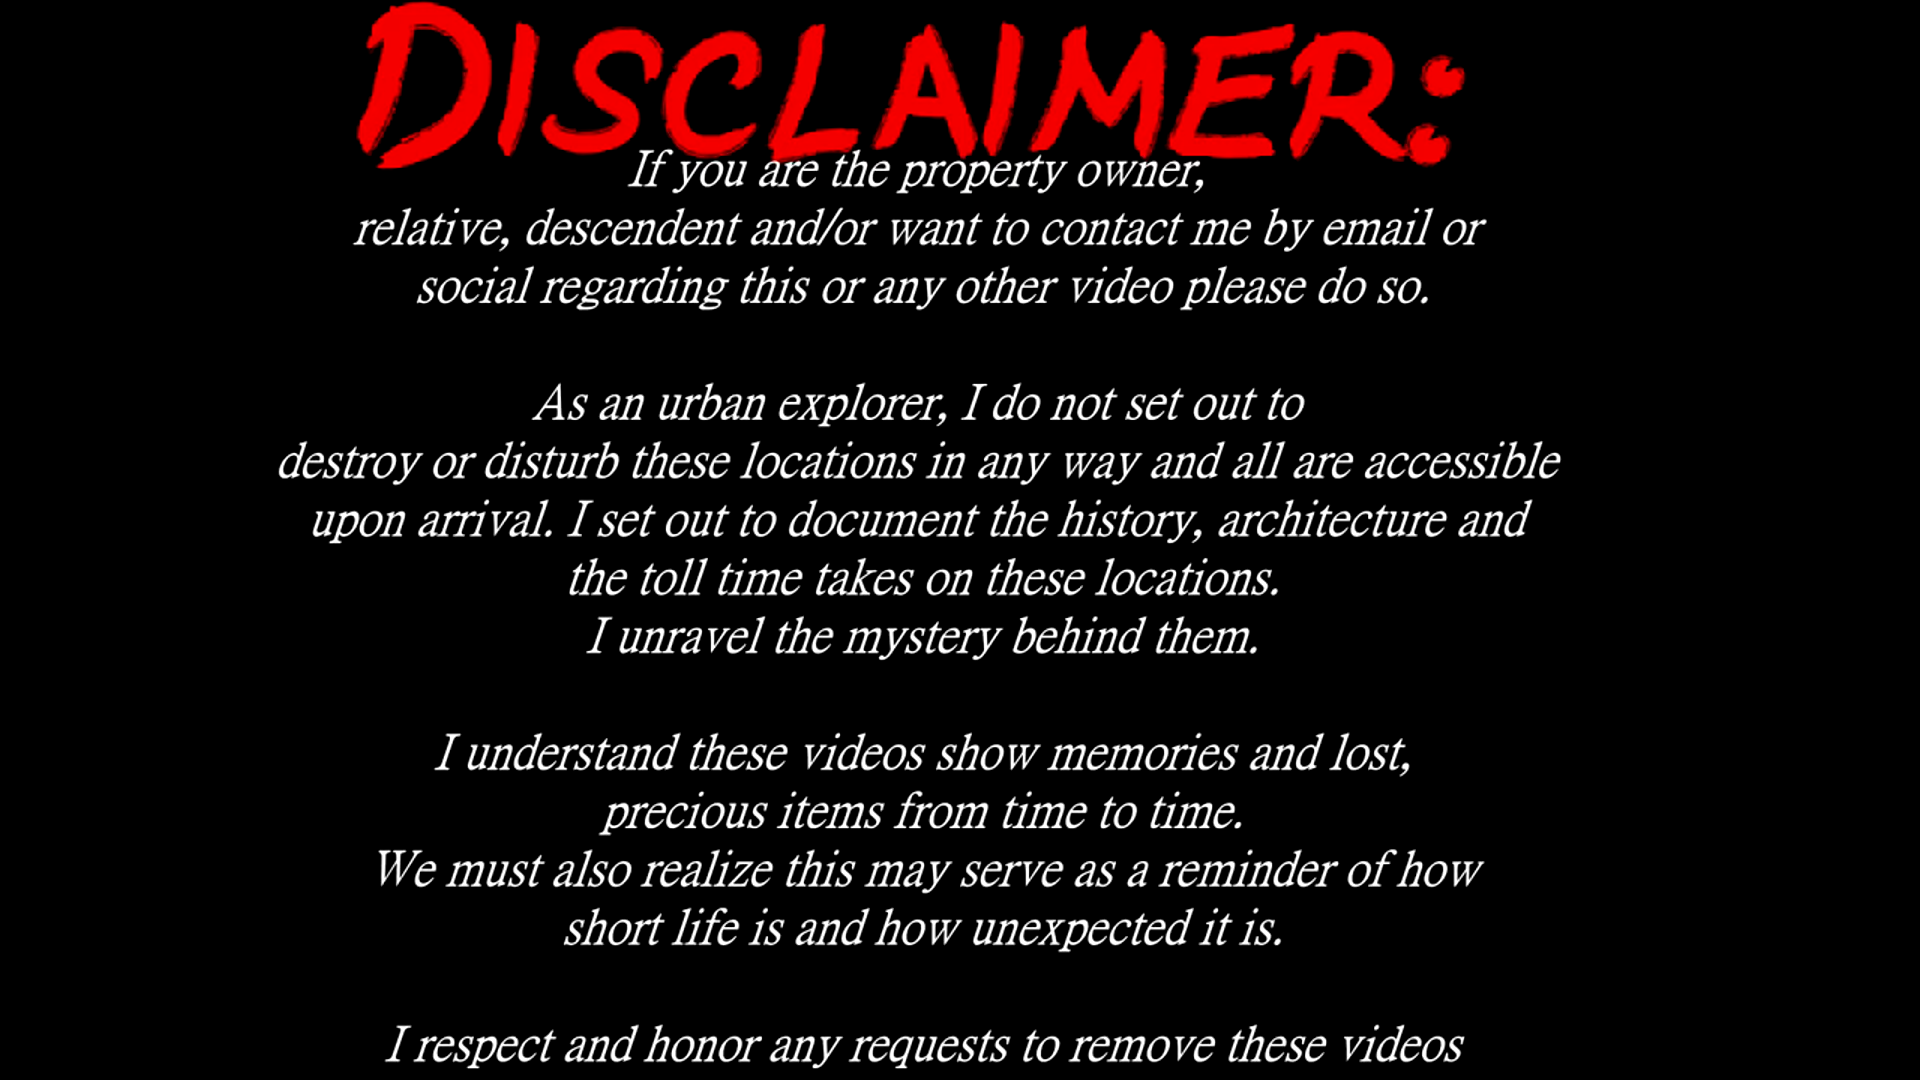 DISCLAIMER:
If you are the property owner,
relative, descendent and/or want to contact me by email or
social regarding this or any other video please do so.
As an urban explorer, I do not set out to
destroy or disturb these locations in any way and all are accessible
upon arrival. I set out to document the history, architecture and
the toll time takes on these locations.
I unravel the mystery behind them.
I understand these videos show memories and lost,
precious items from time to time.
We must also realize this may serve as a reminder of how
short life is and how unexpected it is.
I respect and honor any requests to remove these videos